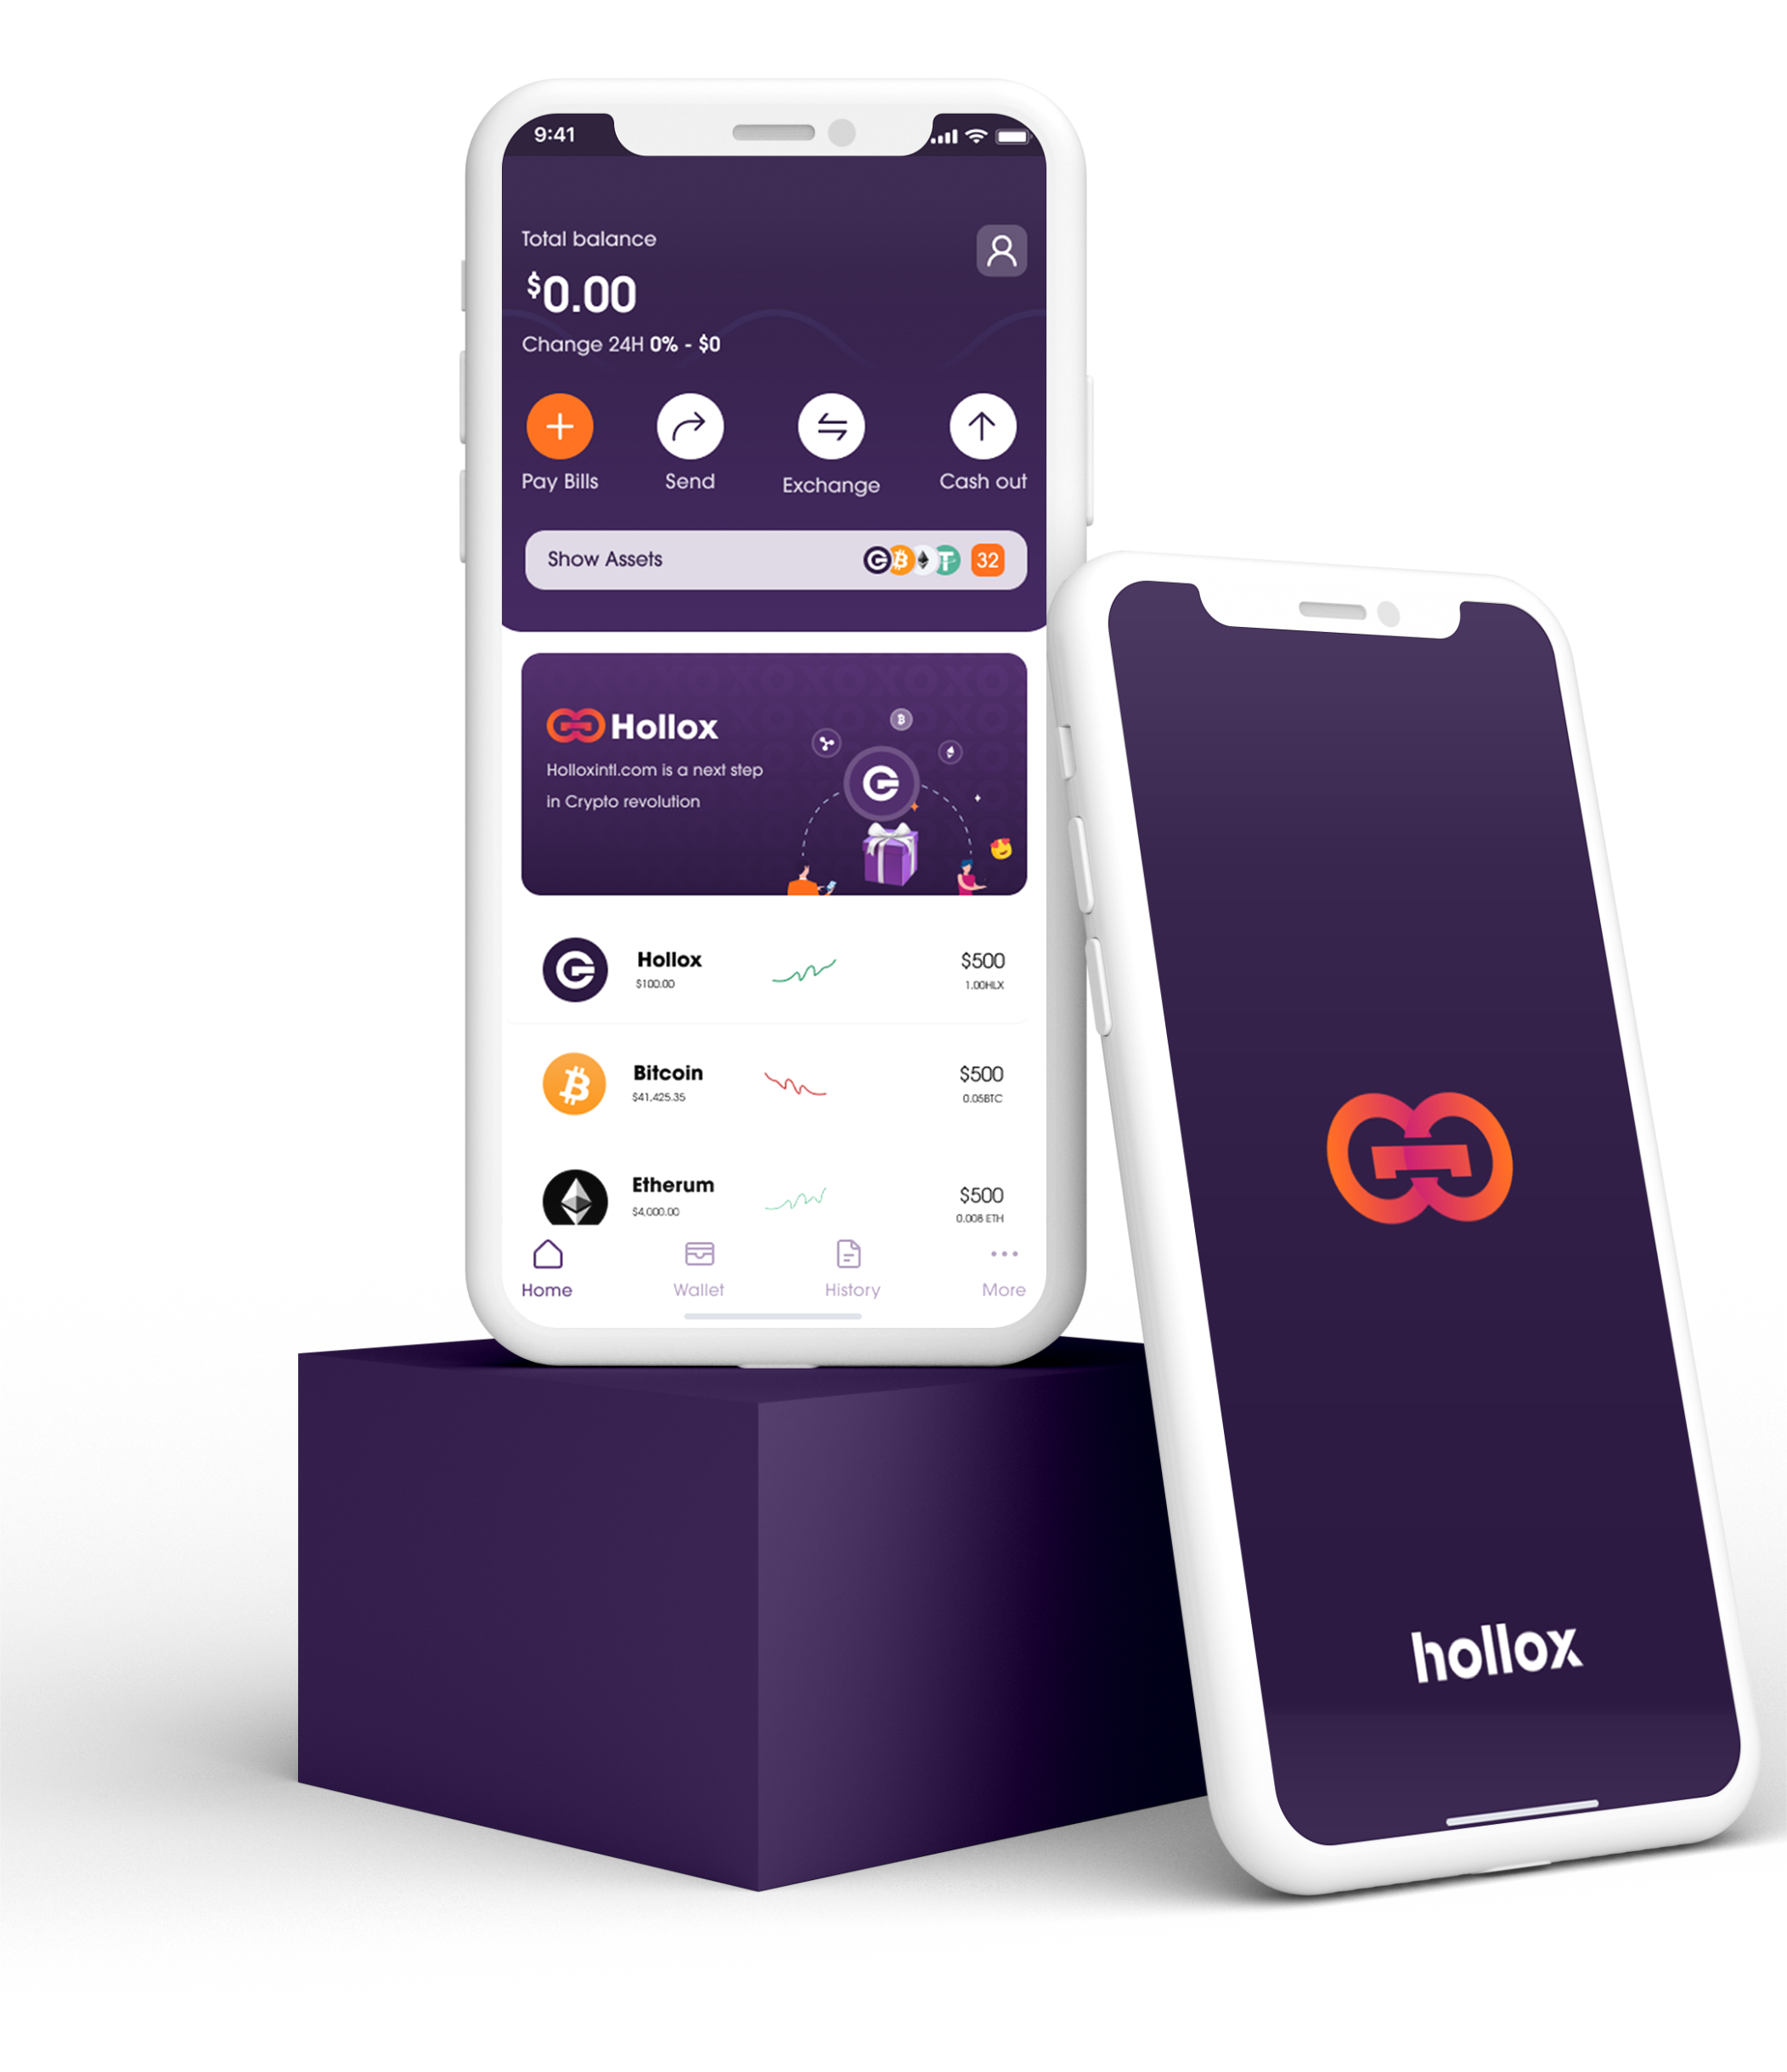 9:41
Total balance
$0.00
Change 24H 0% - $0
Pay Bills Send Exchange Cash out
Show Assets 32
Hollox
Holloxintl.com is a next step
in Crypto revolution
Hollox $500
$100.00 1.00HLX
Bitcoin $500
$41,425.35 0.05BTC
Etherum $500
$4,000.00 0.008 ETH
Home Wallet History More
hollox